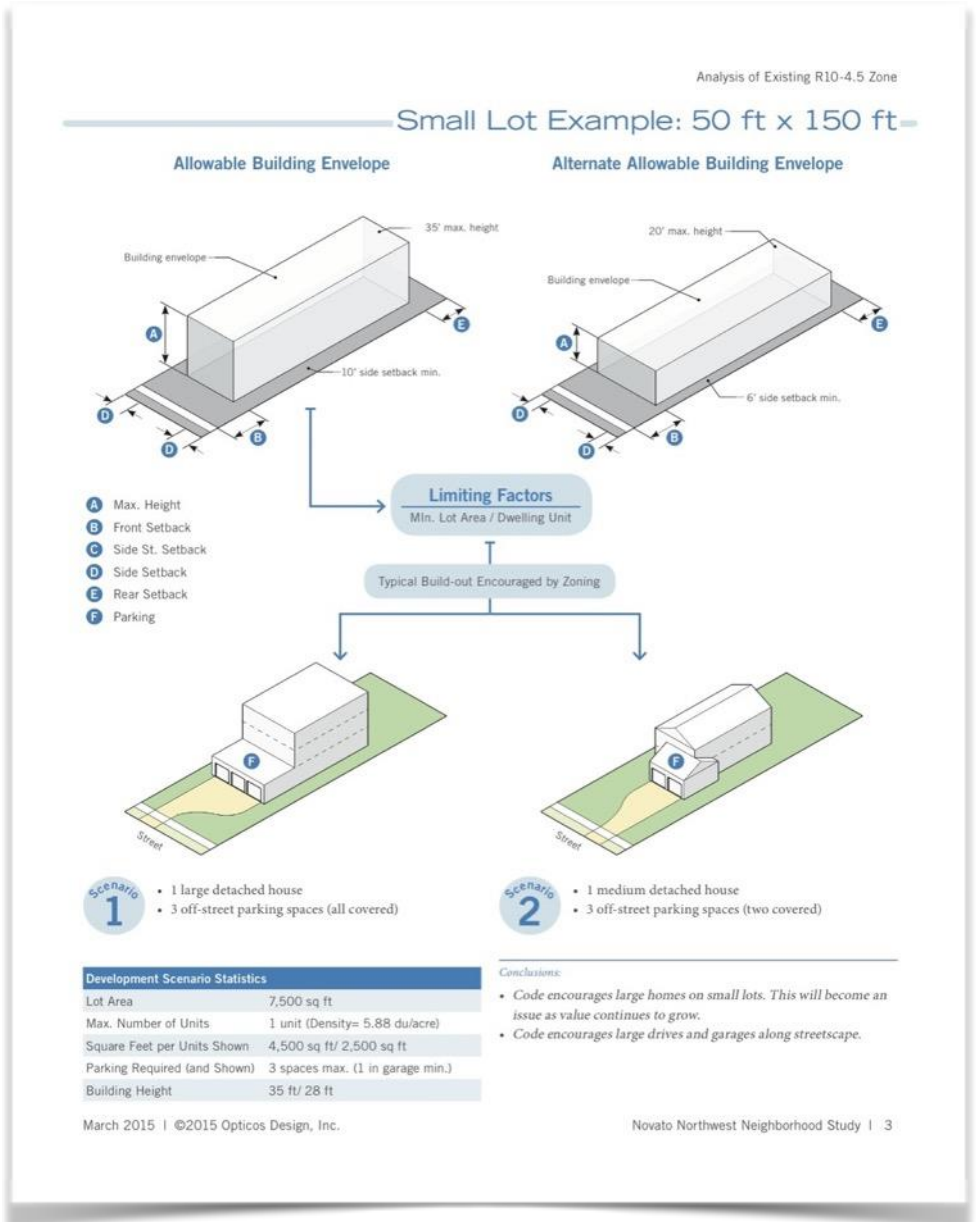 Analysis of Existing R10-4.5 Zone
Small Lot Example: 50 ft x 150 ft
Allowable Building Envelope
Alternate Allowable Building Envelope
35' max. height
Building envelope
A
E
10' side setback min.
D
B
D
20' max. height
Building envelope
A
E
6' side setback min.
D
B
D
Limiting Factors
MIn. Lot Area / Dwelling Unit
Typical Build-out Encouraged by Zoning
A Max. Height
B Front Setback
C Side St. Setback
D Side Setback
E Rear Setback
F Parking
F
Street
F
Street
Scenario
1
• 1 large detached house
• 3 off-street parking spaces (all covered)
Scenario
2
• 1 medium detached house
• 3 off-street parking spaces (two covered)
Development Scenario Statistics
Lot Area 7,500 sq ft
Max. Number of Units 1 unit (Density= 5.88 du/acre)
Square Feet per Units Shown 4,500 sq ft/ 2,500 sq ft
Parking Required (and Shown) 3 spaces max. (1 in garage min.)
Building Height 35 ft/ 28 ft
Conclusions:
• Code encourages large homes on small lots. This will become an
issue as value continues to grow.
• Code encourages large drives and garages along streetscape.
March 2015 | ©2015 Opticos Design, Inc.
Novato Northwest Neighborhood Study | 3